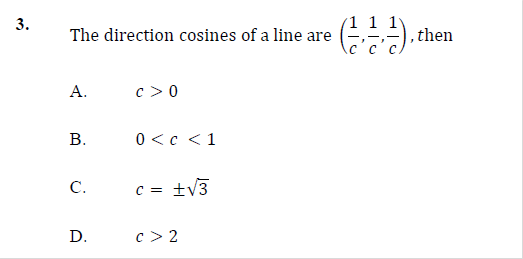 3. The direction cosines of a line are (1/c, 1/c, 1/c), then
A. c > 0
B. 0 < c < 1
C. c = ±√3
D. c > 2